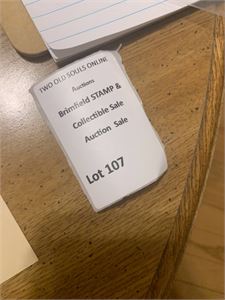 TWO OLD SOULS ONLINE
Auctions
Brimfield STAMP &
Collectible Sale
Auction Sale
Lot 107